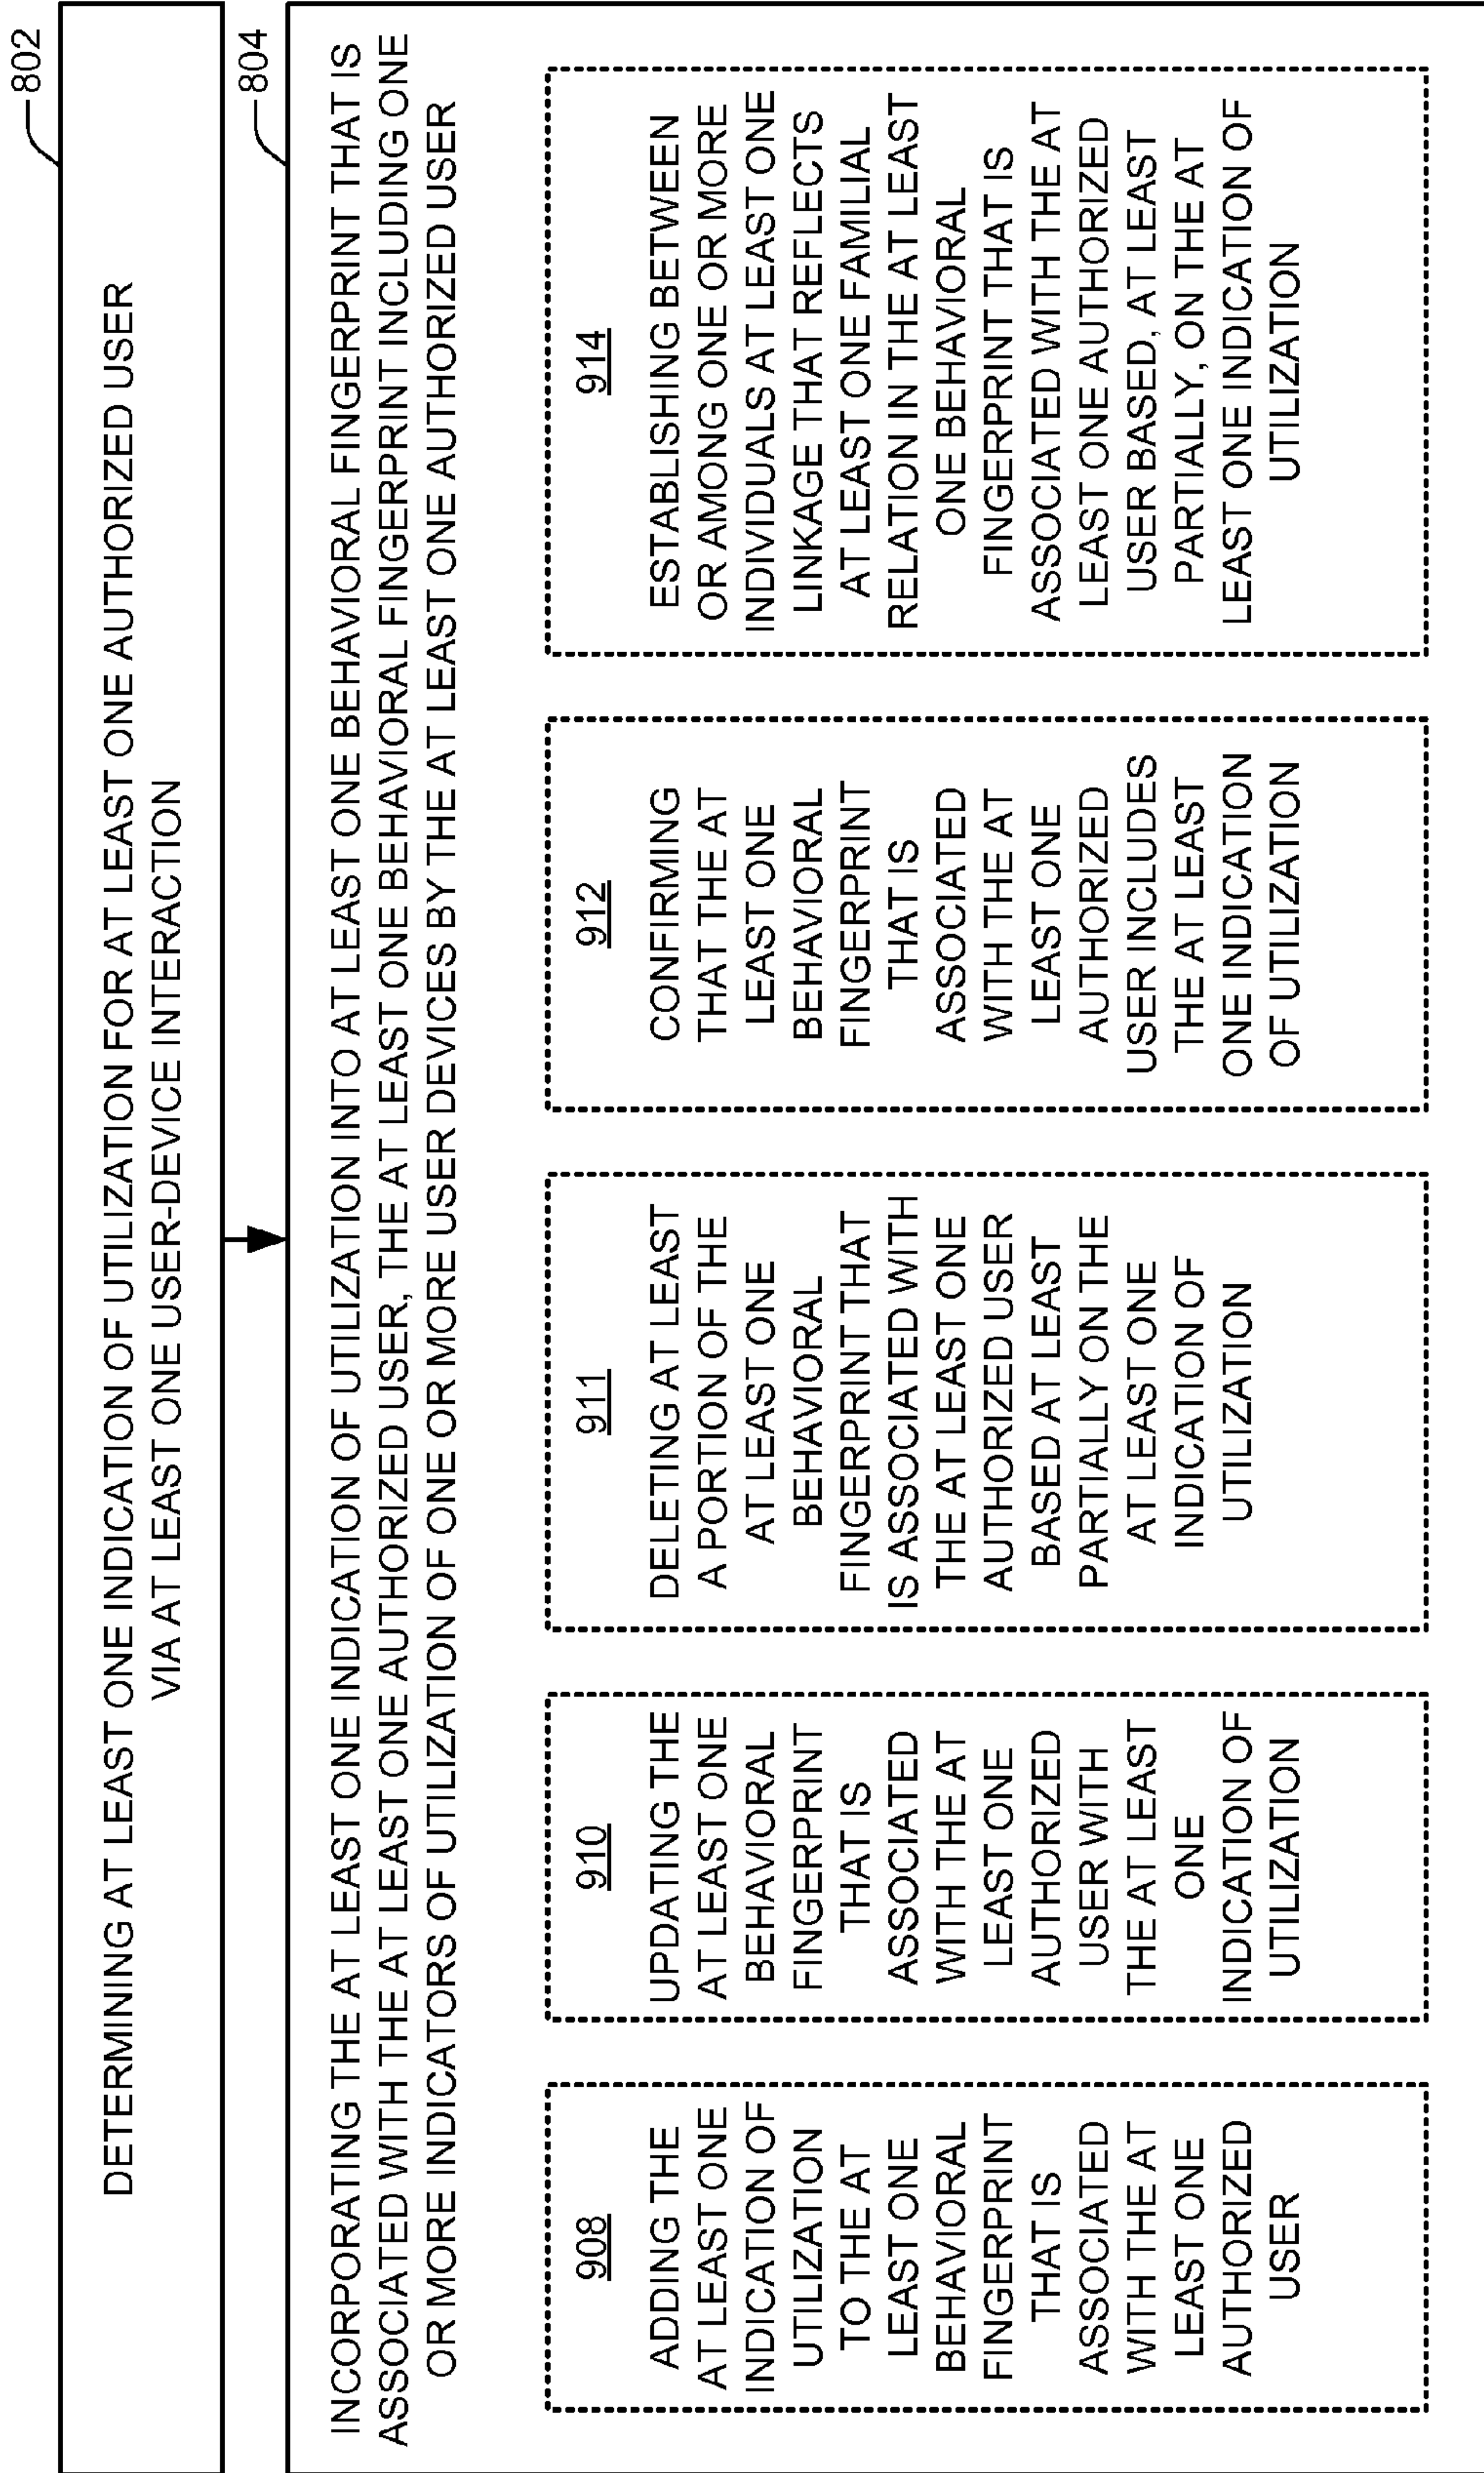 802
DETERMINING AT LEAST ONE INDICATION OF UTILIZATION FOR AT LEAST ONE AUTHORIZED USER
VIA AT LEAST ONE USER-DEVICE INTERACTION
804
INCORPORATING THE AT LEAST ONE INDICATION OF UTILIZATION INTO AT LEAST ONE BEHAVIORAL FINGERPRINT THAT IS
ASSOCIATED WITH THE AT LEAST ONE AUTHORIZED USER, THE AT LEAST ONE BEHAVIORAL FINGERPRINT INCLUDING ONE
OR MORE INDICATORS OF UTILIZATION OF ONE OR MORE USER DEVICES BY THE AT LEAST ONE AUTHORIZED USER
908
ADDING THE
AT LEAST ONE
INDICATION OF
UTILIZATION
TO THE AT
LEAST ONE
BEHAVIORAL
FINGERPRINT
THAT IS
ASSOCIATED
WITH THE AT
LEAST ONE
AUTHORIZED
USER
910
UPDATING THE
AT LEAST ONE
BEHAVIORAL
FINGERPRINT
THAT IS
ASSOCIATED
WITH THE AT
LEAST ONE
AUTHORIZED
USER WITH
THE AT LEAST
ONE
INDICATION OF
UTILIZATION
911
DELETING AT LEAST
A PORTION OF THE
AT LEAST ONE
BEHAVIORAL
FINGERPRINT THAT
IS ASSOCIATED WITH
THE AT LEAST ONE
AUTHORIZED USER
BASED AT LEAST
PARTIALLY ON THE
AT LEAST ONE
INDICATION OF
UTILIZATION
912
CONFIRMING
THAT THE AT
LEAST ONE
BEHAVIORAL
FINGERPRINT
THAT IS
ASSOCIATED
WITH THE AT
LEAST ONE
AUTHORIZED
USER INCLUDES
THE AT LEAST
ONE INDICATION
OF UTILIZATION
914
ESTABLISHING BETWEEN
OR AMONG ONE OR MORE
INDIVIDUALS AT LEAST ONE
LINKAGE THAT REFLECTS
AT LEAST ONE FAMILIAL
RELATION IN THE AT LEAST
ONE BEHAVIORAL
FINGERPRINT THAT IS
ASSOCIATED WITH THE AT
LEAST ONE AUTHORIZED
USER BASED, AT LEAST
PARTIALLY, ON THE AT
LEAST ONE INDICATION OF
UTILIZATION